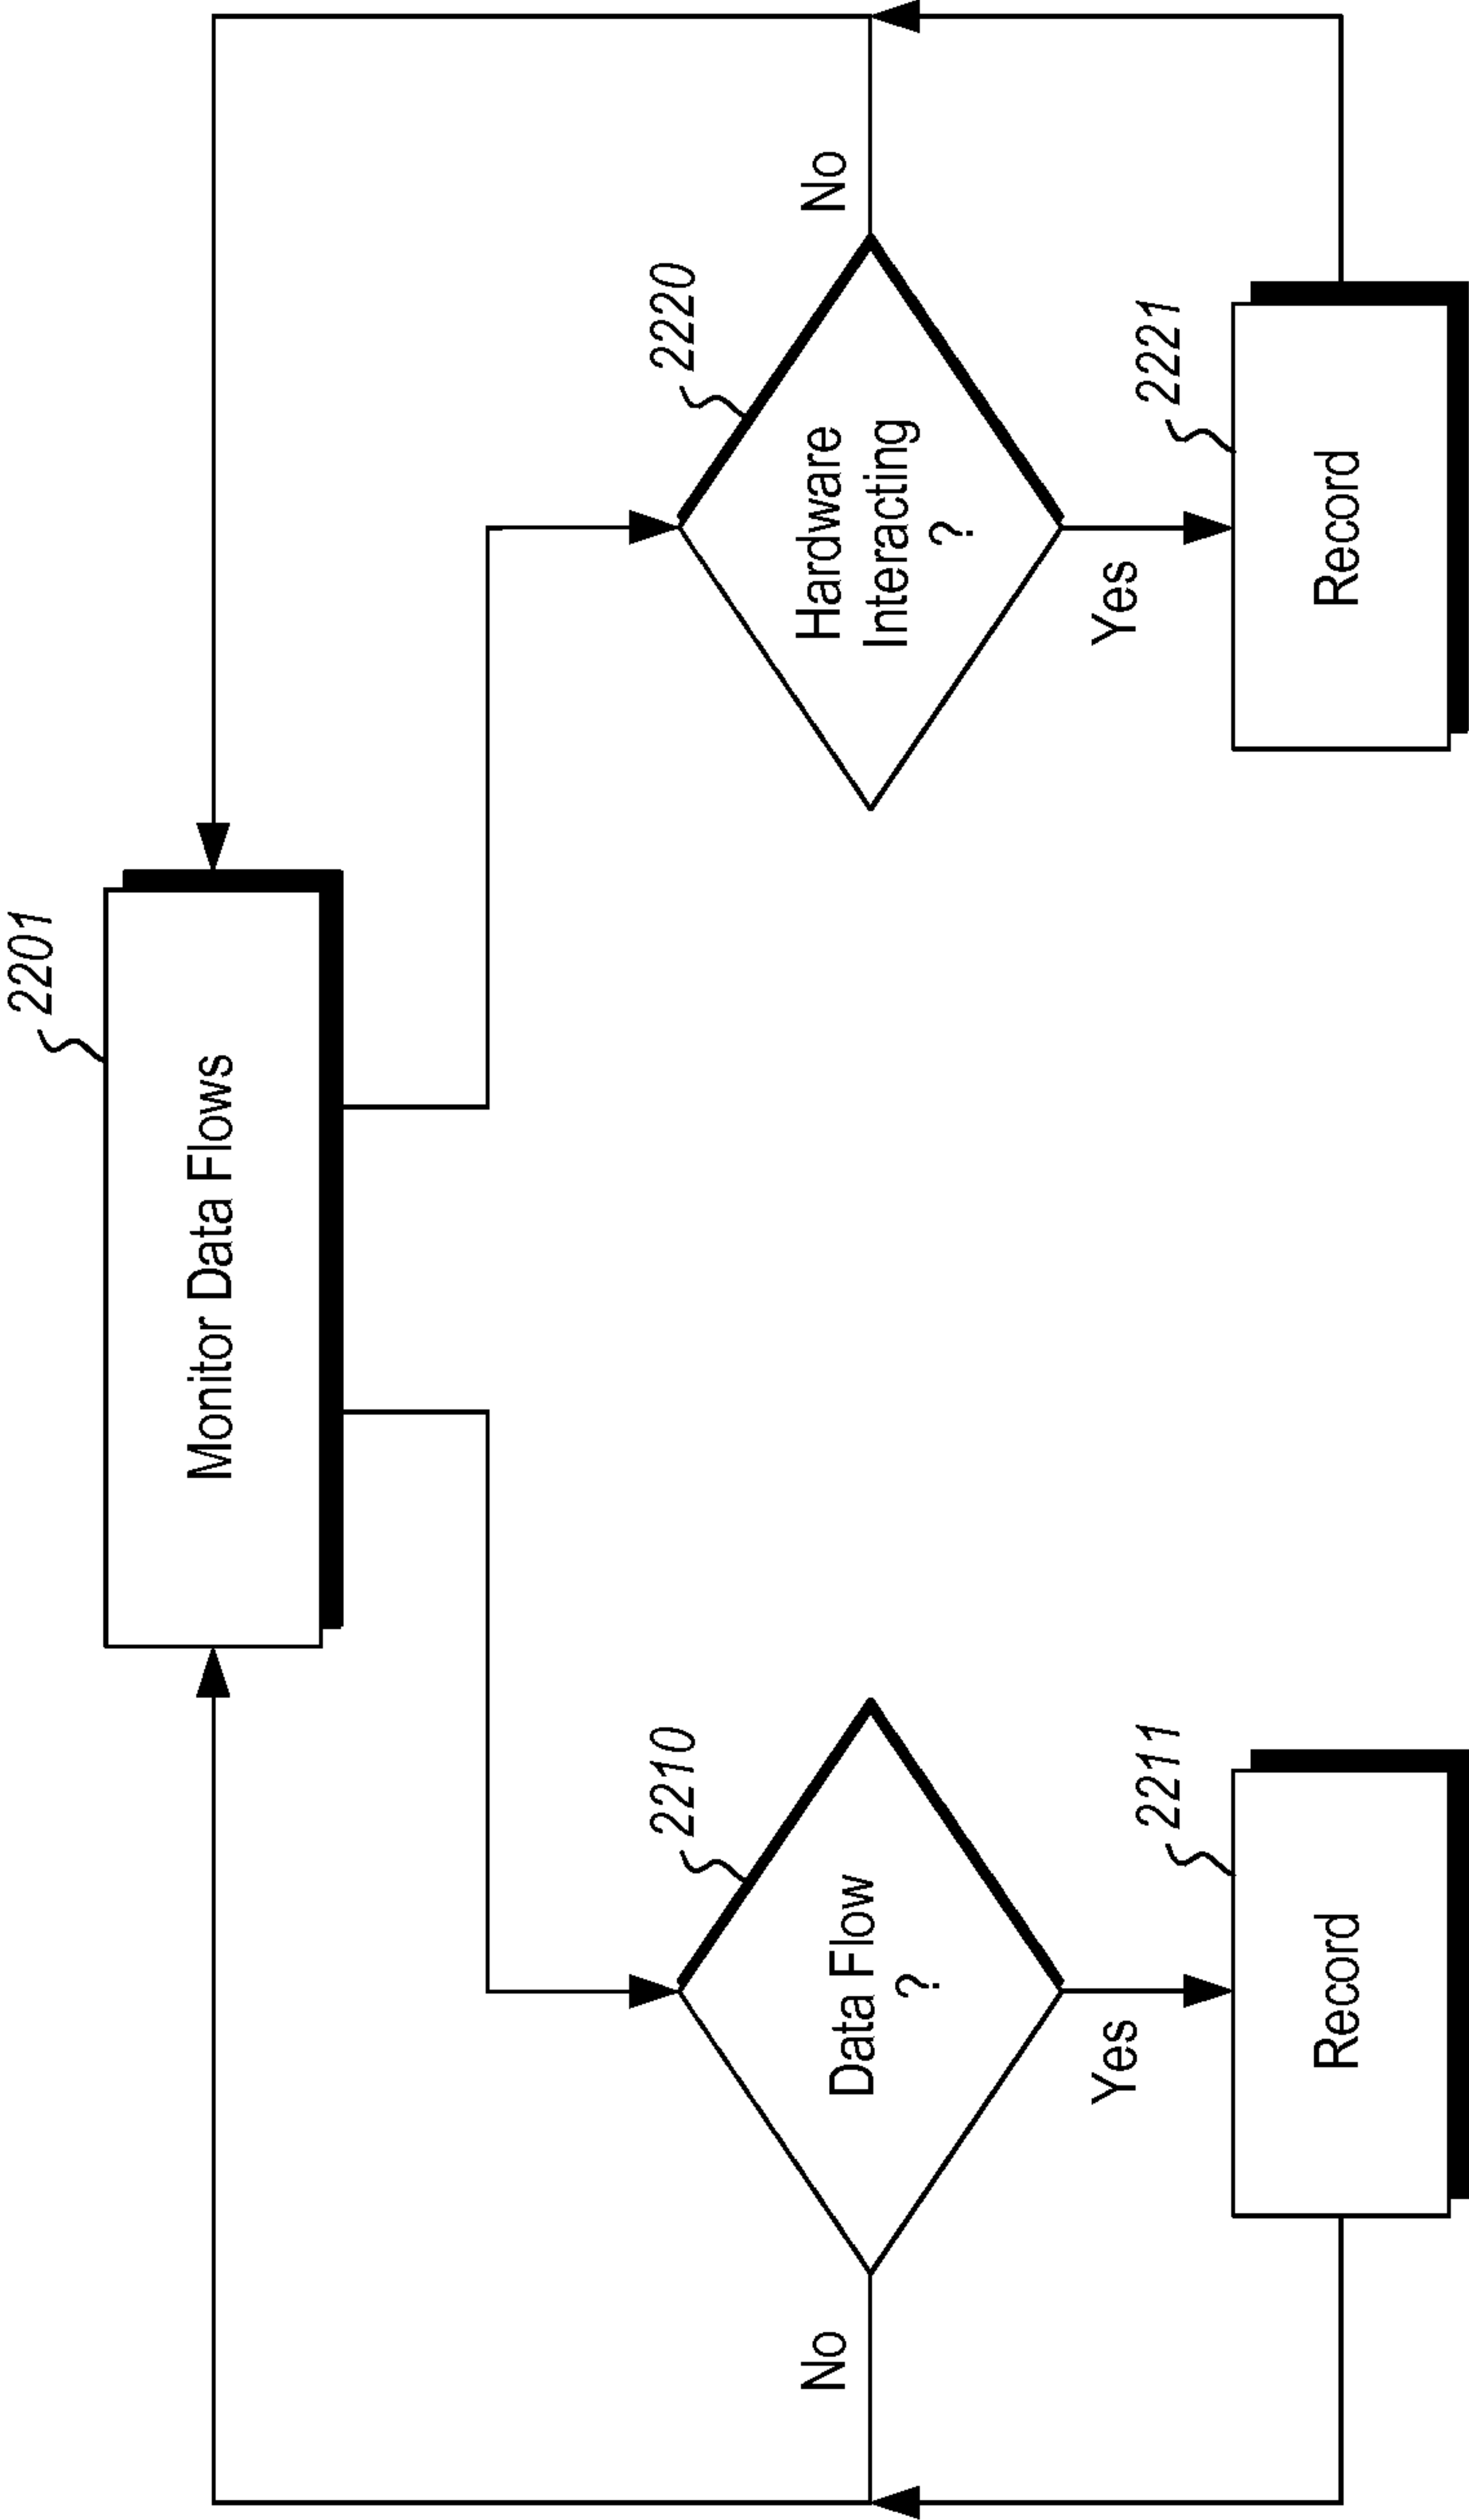 2201
Monitor Data Flows
2210
Data Flow
?
No
Yes
2211
Record
2220
Hardware
Interacting
?
No
Yes
2221
Record